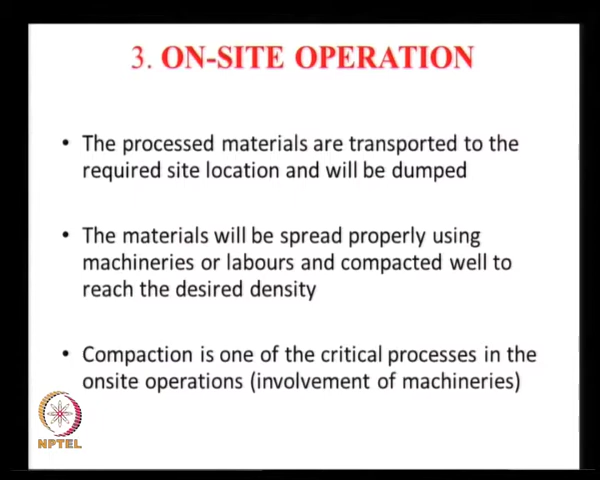 3. ON-SITE OPERATION
• The processed materials are transported to the
required site location and will be dumped
• The materials will be spread properly using
machineries or labours and compacted well to
reach the desired density
• Compaction is one of the critical processes in the
onsite operations (involvement of machineries)
NPTEL